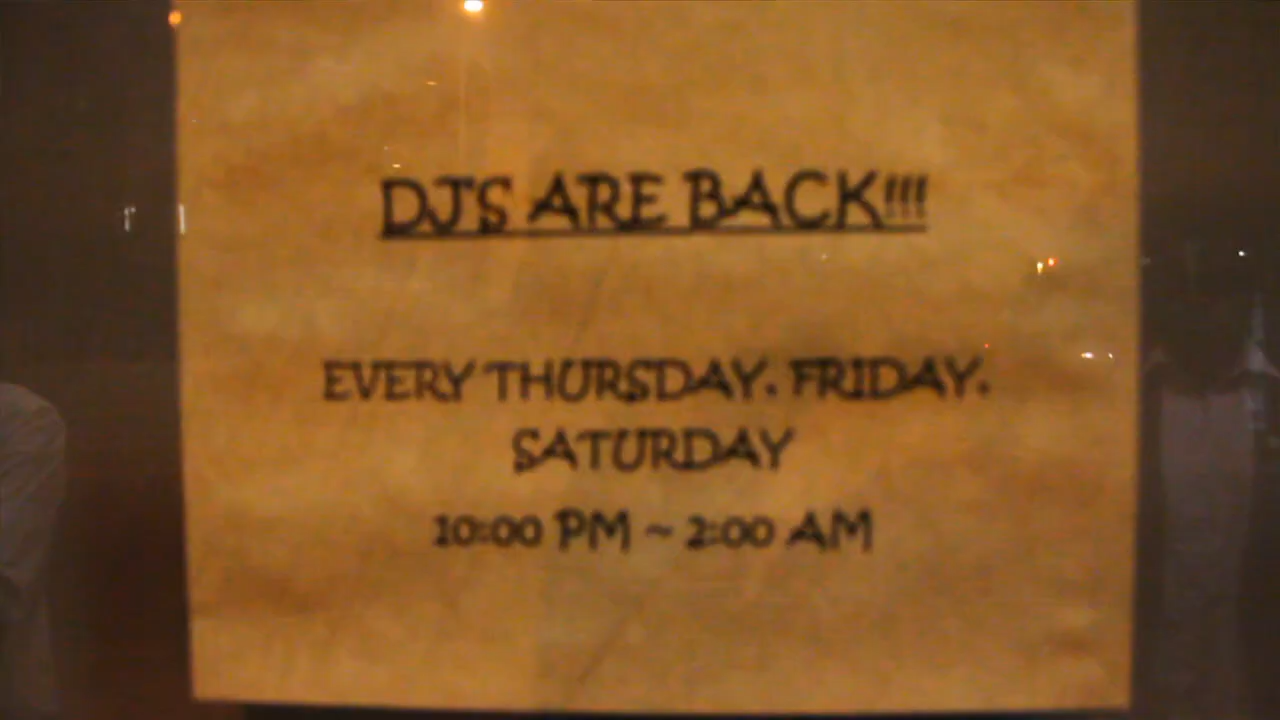 DJ'S ARE BACK!!!
EVERY THURSDAY. FRIDAY.
SATURDAY
10:00 PM ~ 2:00 AM